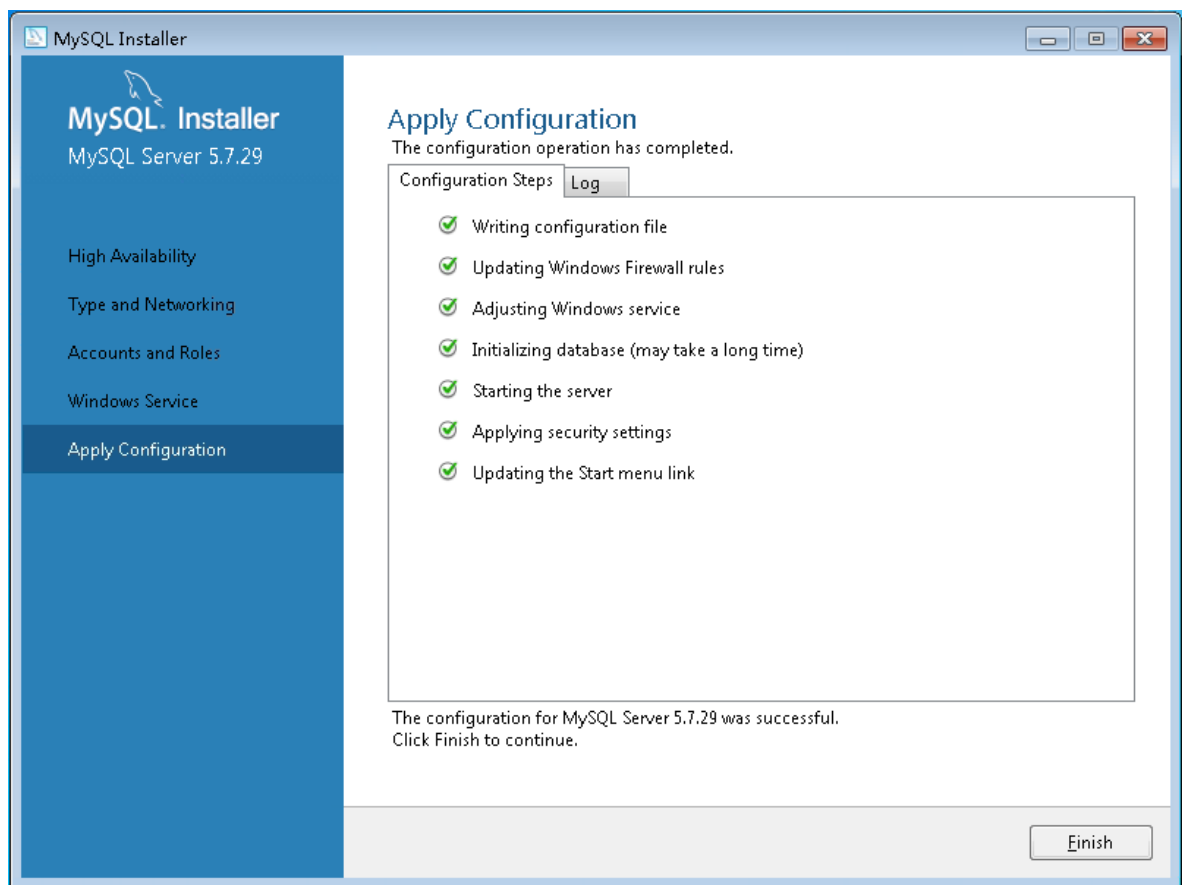 MySQL Installer
MySQL. Installer
MySQL Server 5.7.29
High Availability
Type and Networking
Accounts and Roles
Windows Service
Apply Configuration
Apply Configuration
The configuration operation has completed.
Configuration Steps
Log
Writing configuration file
Updating Windows Firewall rules
Adjusting Windows service
Initializing database (may take a long time)
Starting the server
Applying security settings
Updating the Start menu link
The configuration for MySQL Server 5.7.29 was successful.
Click Finish to continue.
Finish